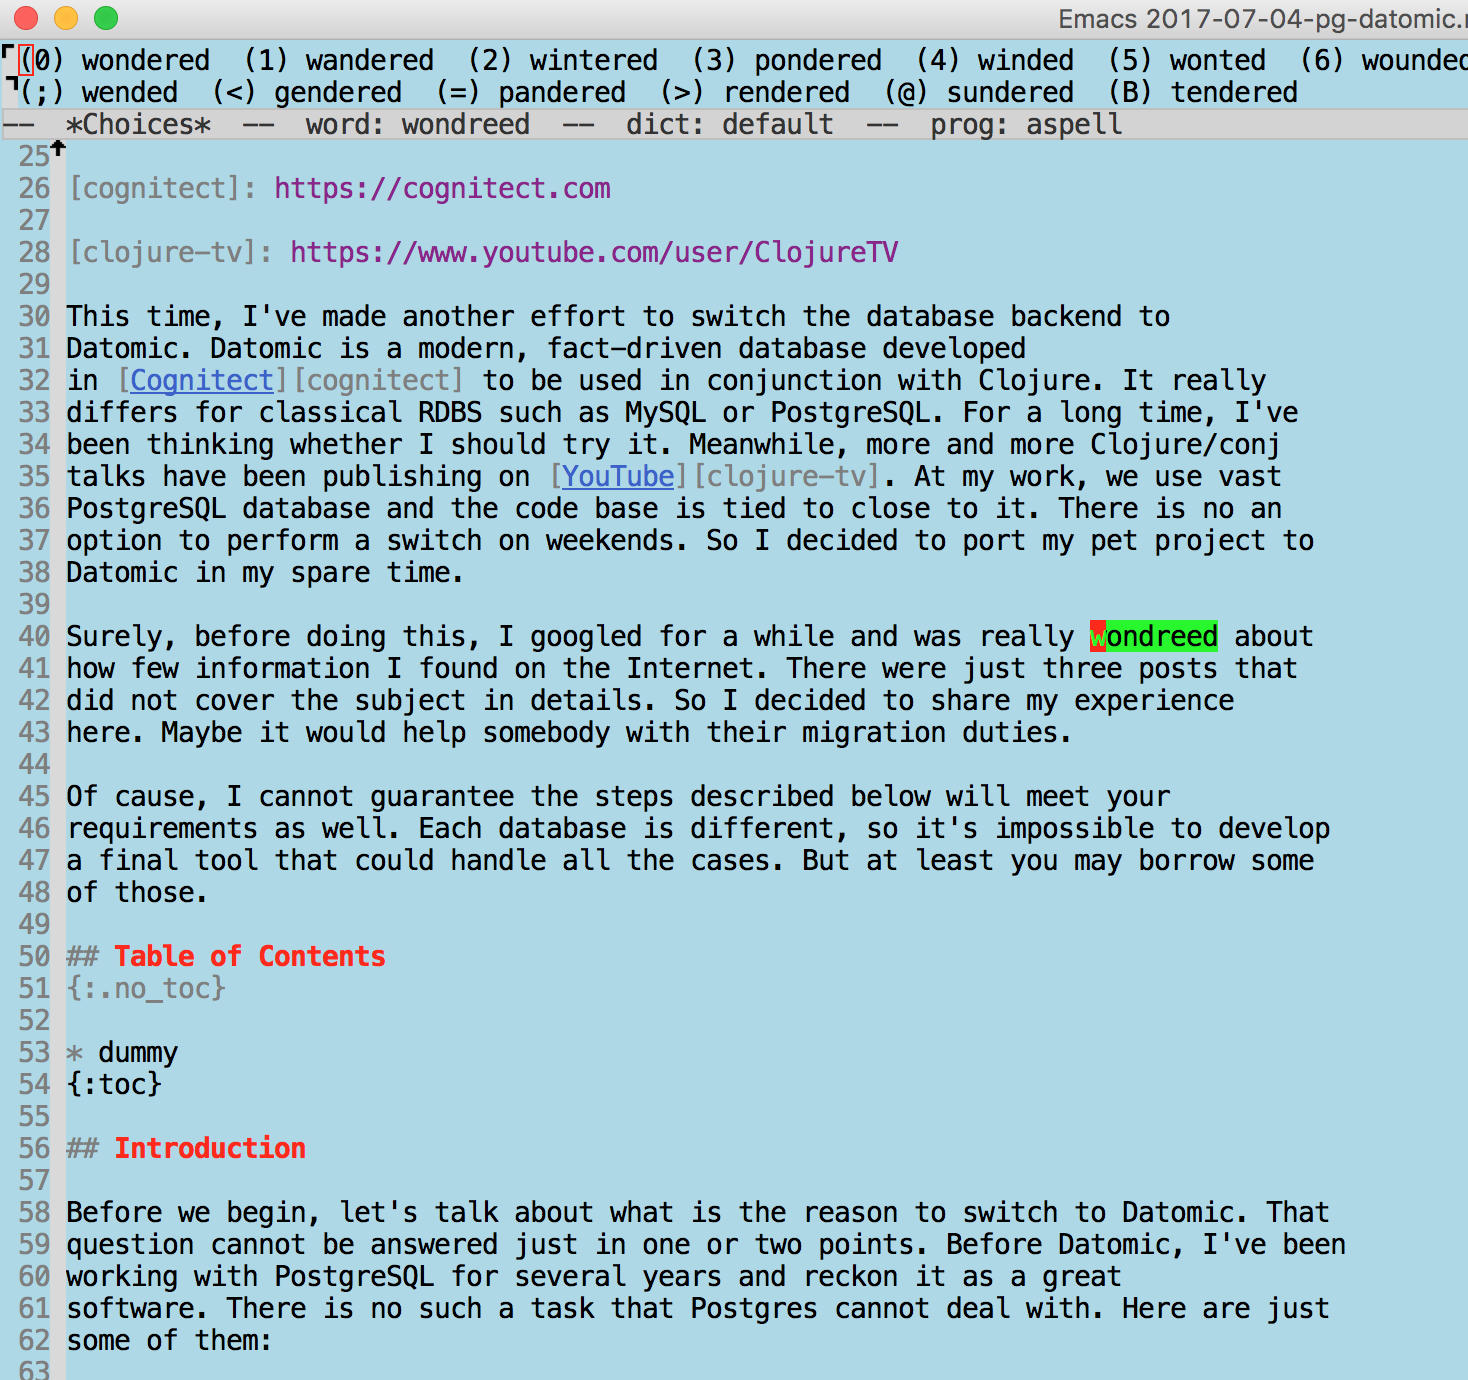 Emacs 2017-07-04-pg-datomic.
(0) wondered (1) wandered (2) wintered (3) pondered (4) winded (5) wonted (6) wounded
(;) wended (<) gendered (=) pandered (>) rendered (@) sundered (B) tendered
-- *Choices* -- word: wondreed -- dict: default -- prog: aspell
25
26 [cognitect]: https://cognitect.com
27
28 [clojure-tv]: https://www.youtube.com/user/ClojureTV
29
30 This time, I've made another effort to switch the database backend to
31 Datomic. Datomic is a modern, fact-driven database developed
32 in [Cognitect][cognitect] to be used in conjunction with Clojure. It really
33 differs for classical RDBS such as MySQL or PostgreSQL. For a long time, I've
34 been thinking whether I should try it. Meanwhile, more and more Clojure/conj
35 talks have been publishing on [YouTube][clojure-tv]. At my work, we use vast
36 PostgreSQL database and the code base is tied to close to it. There is no an
37 option to perform a switch on weekends. So I decided to port my pet project to
38 Datomic in my spare time.
39
40 Surely, before doing this, I googled for a while and was really wondreed about
41 how few information I found on the Internet. There were just three posts that
42 did not cover the subject in details. So I decided to share my experience
43 here. Maybe it would help somebody with their migration duties.
44
45 Of cause, I cannot guarantee the steps described below will meet your
46 requirements as well. Each database is different, so it's impossible to develop
47 a final tool that could handle all the cases. But at least you may borrow some
48 of those.
49
50 ## Table of Contents
51 {:.no_toc}
52
53 * dummy
54 {:toc}
55
56 ## Introduction
57
58 Before we begin, let's talk about what is the reason to switch to Datomic. That
59 question cannot be answered just in one or two points. Before Datomic, I've been
60 working with PostgreSQL for several years and reckon it as a great
61 software. There is no such a task that Postgres cannot deal with. Here are just
62 some of them:
63